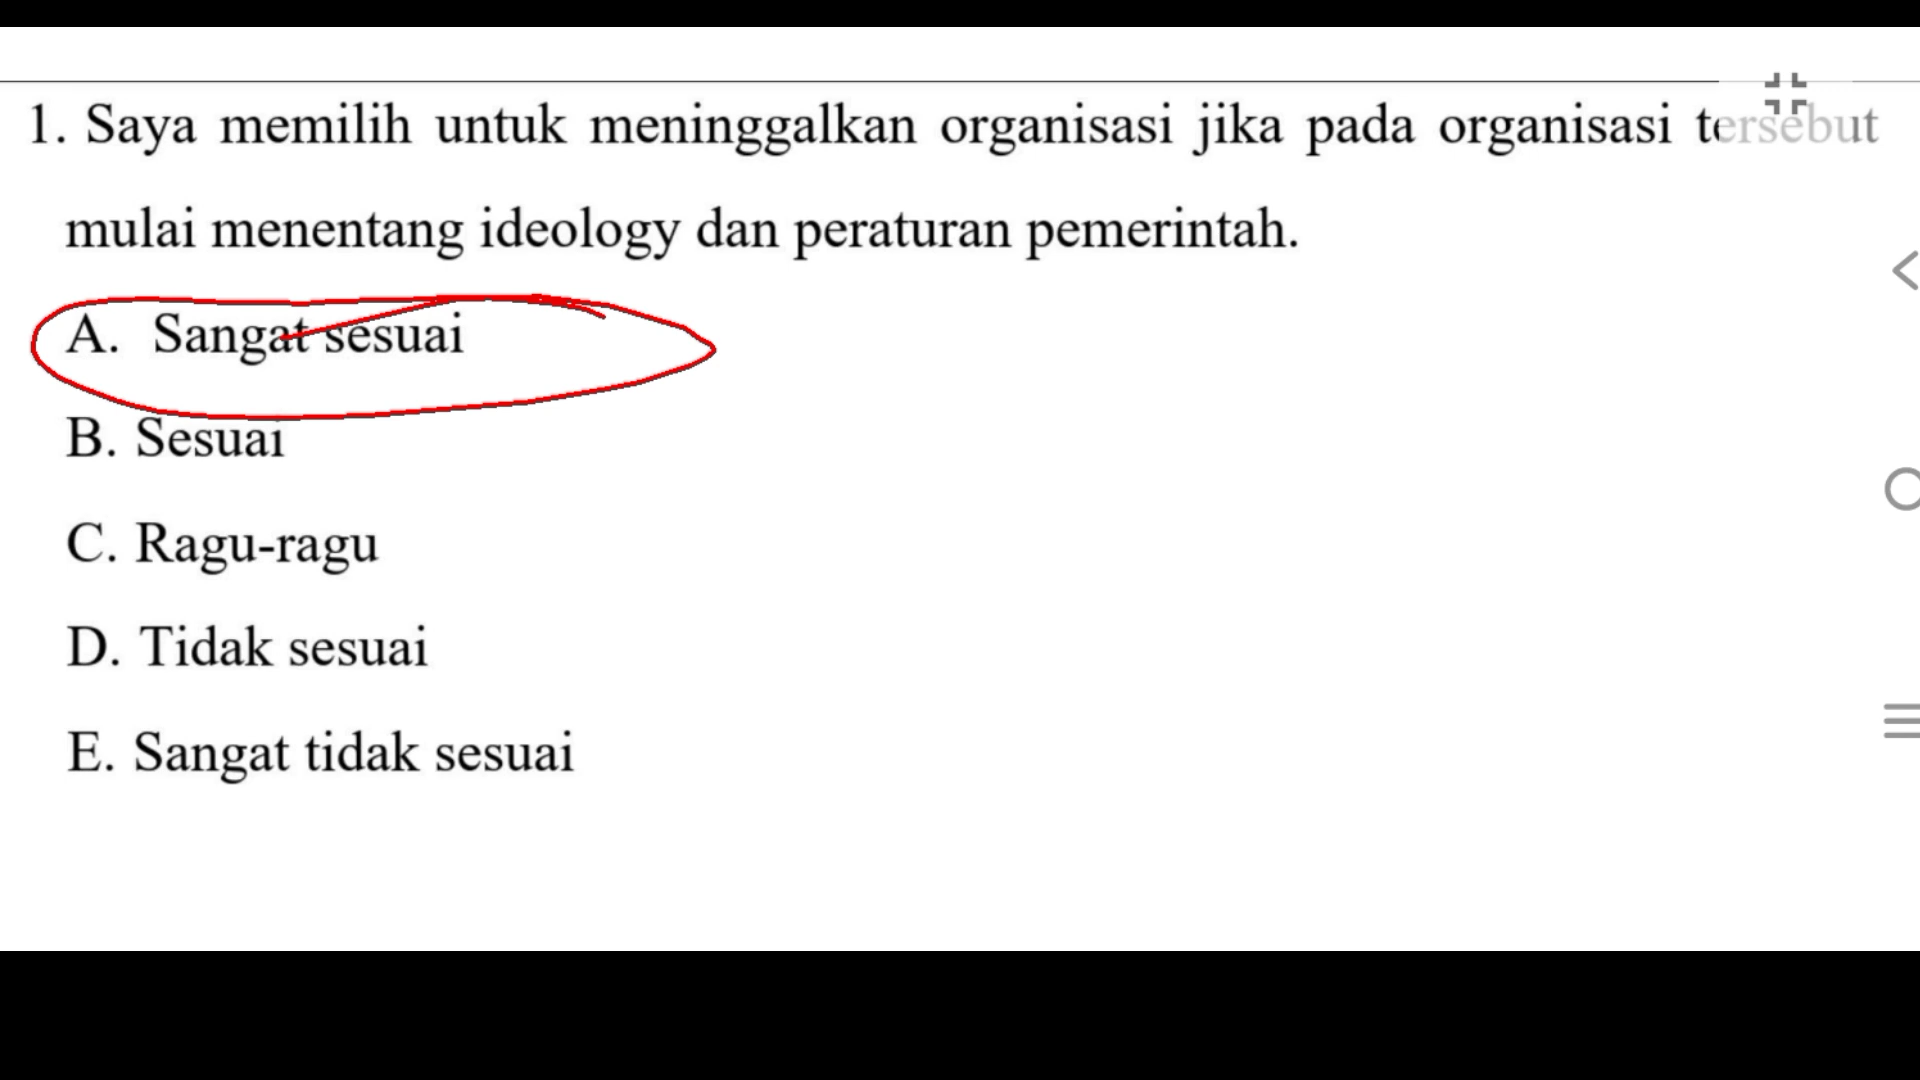 1. Saya memilih untuk meninggalkan organisasi jika pada organisasi tersebut
mulai menentang ideology dan peraturan pemerintah.
A. Sangat sesuai
B. Sesuai
C. Ragu-ragu
D. Tidak sesuai
E. Sangat tidak sesuai